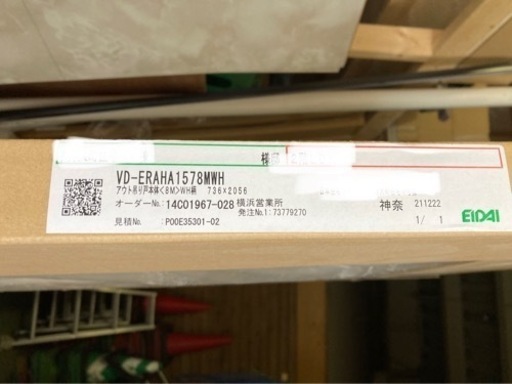 様
VD-ERAHA1578MWH
アウト吊り戸本体<8M>WH柄 736×2056
オーダーNo.:14C01967-028 横浜営業所
発注No.1:73779270
見積No. :P00E35301-02
神奈 211222
1/ 1
EIDAI